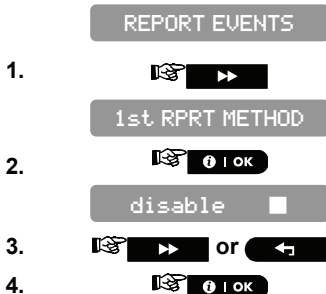 REPORT EVENTS
1.
1st RPRT METHOD
2. i | OK
disable
3. or
4. i | OK